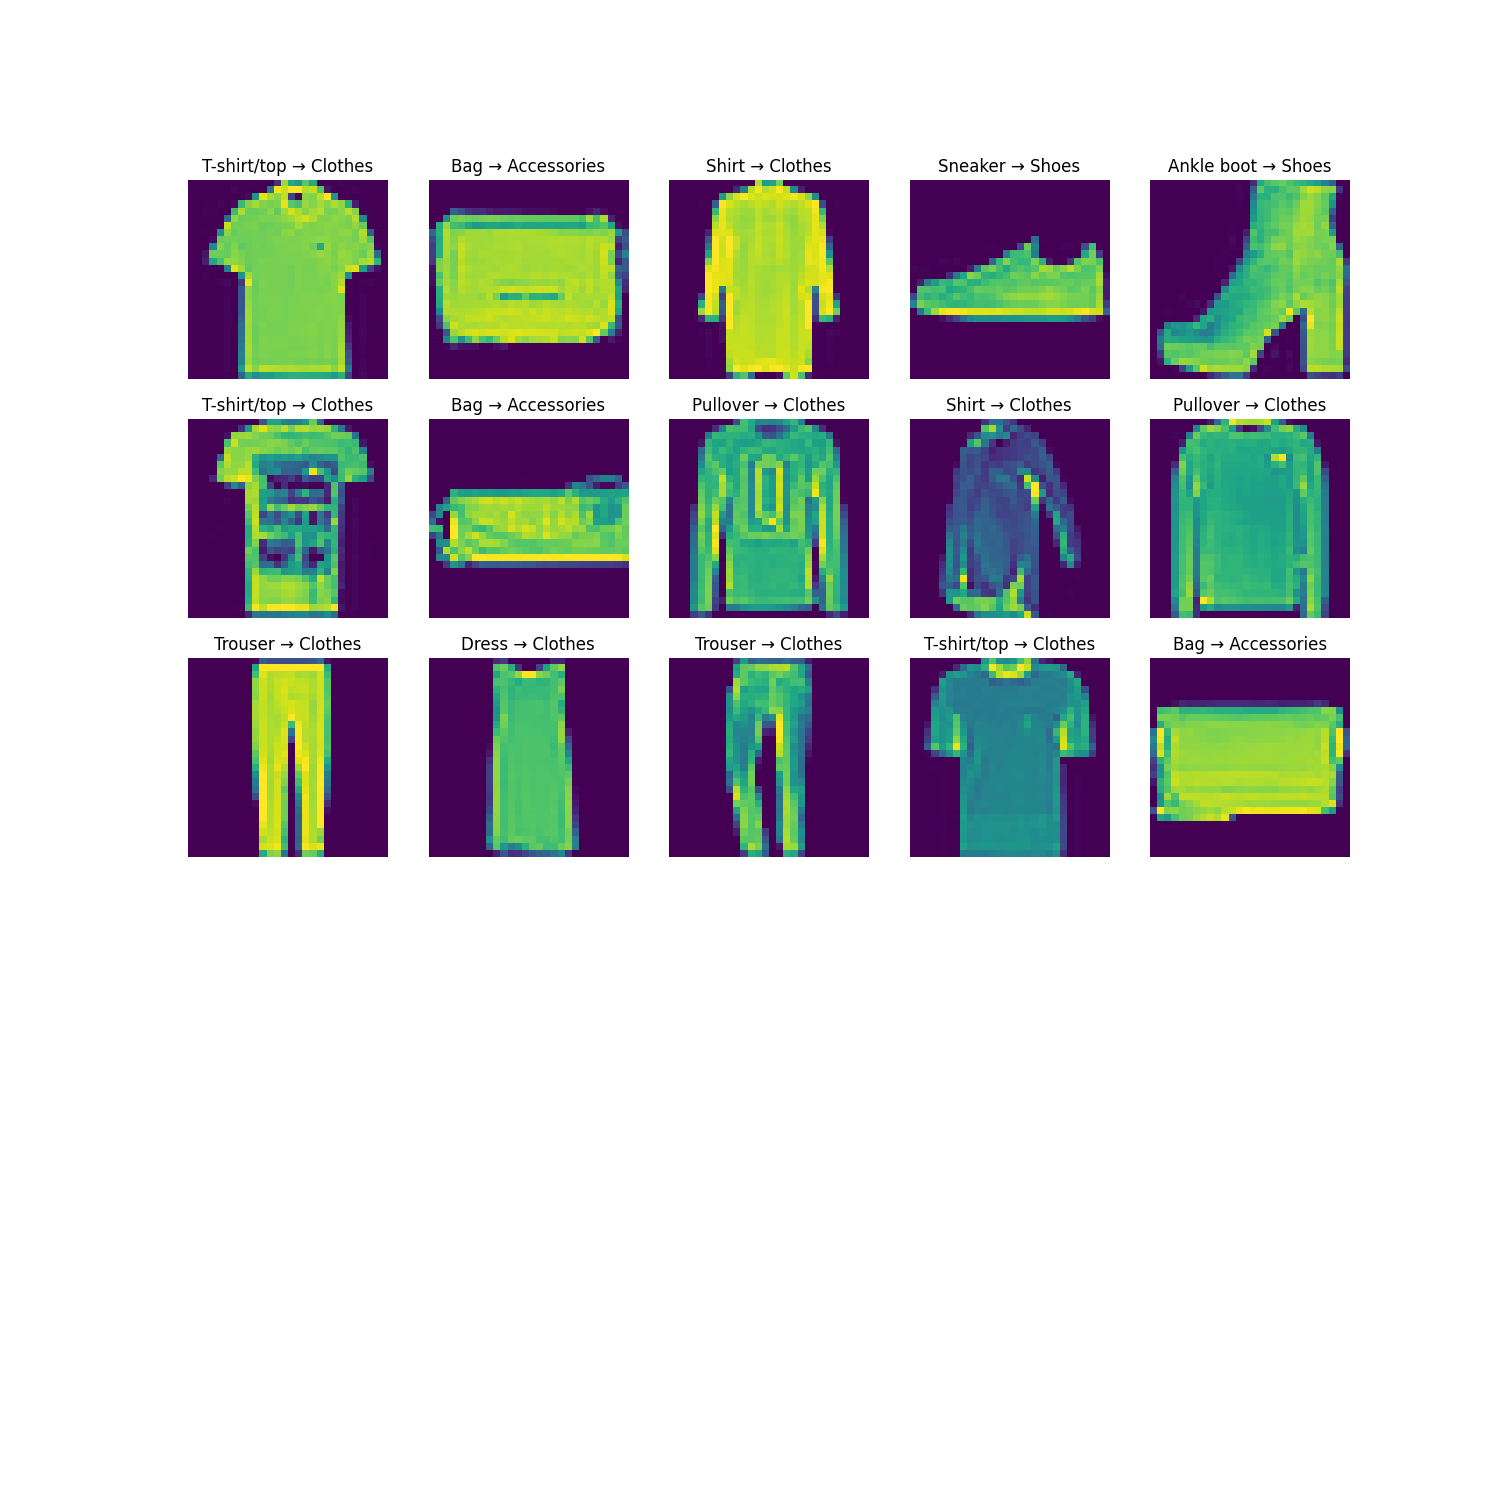 T-shirt/top → Clothes
Bag → Accessories
Shirt → Clothes
Sneaker → Shoes
Ankle boot → Shoes
T-shirt/top → Clothes
Bag → Accessories
Pullover → Clothes
Shirt → Clothes
Pullover → Clothes
Trouser → Clothes
Dress → Clothes
Trouser → Clothes
T-shirt/top → Clothes
Bag → Accessories